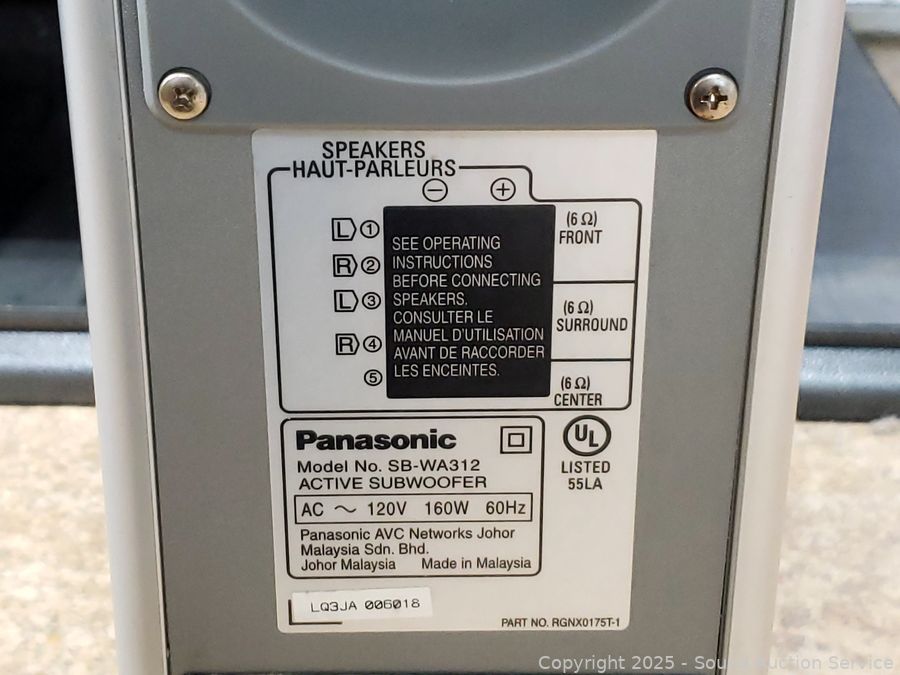 SPEAKERS
HAUT-PARLEURS
⊖ ⊕
L ①
R ②
L ③
R ④
⑤
SEE OPERATING
INSTRUCTIONS
BEFORE CONNECTING
SPEAKERS.
CONSULTER LE
MANUEL D'UTILISATION
AVANT DE RACCORDER
LES ENCEINTES.
(6 Ω)
FRONT
(6 Ω)
SURROUND
(6 Ω)
CENTER
Panasonic
Model No. SB-WA312
ACTIVE SUBWOOFER
AC ～ 120V 160W 60Hz
Panasonic AVC Networks Johor
Malaysia Sdn. Bhd.
Johor Malaysia Made in Malaysia
UL
LISTED
55LA
LQ3JA 006018
PART NO. RGNX0175T-1
Copyright 2025 - Sound Auction Service